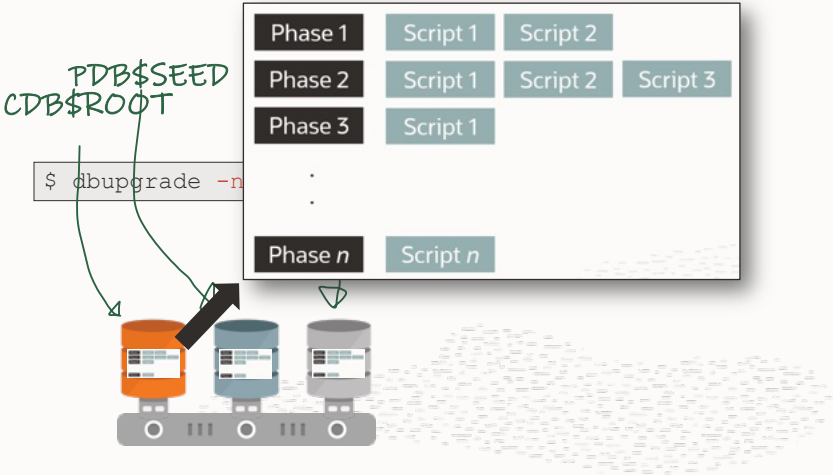 PDB$SEED
CDB$ROOT
$ dbupgrade -n
Phase 1 Script 1 Script 2
Phase 2 Script 1 Script 2 Script 3
Phase 3 Script 1
.
.
Phase n Script n